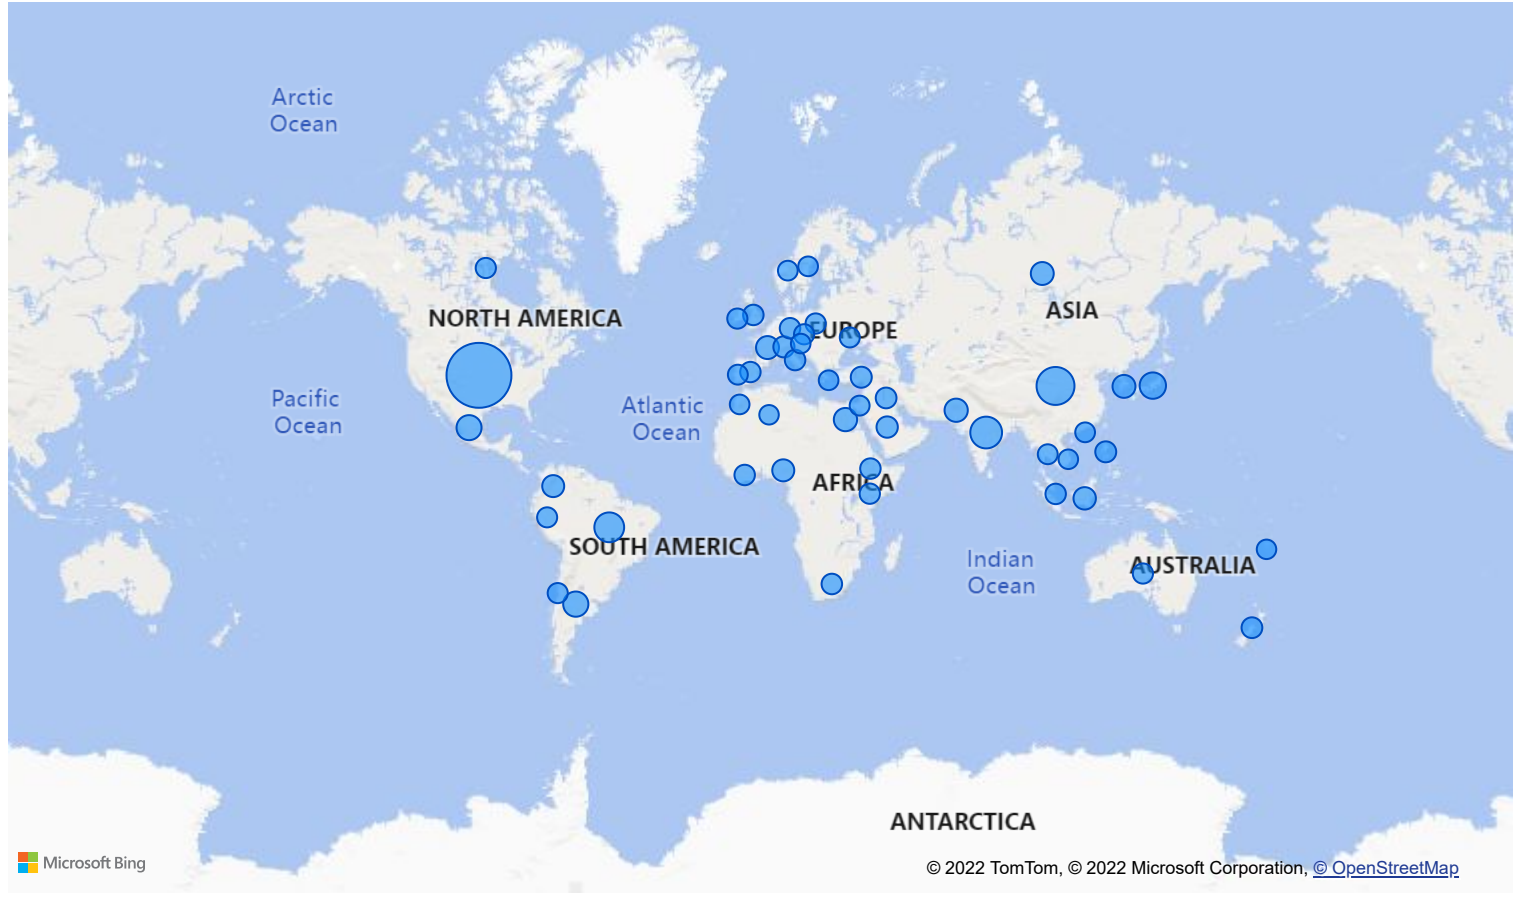 Arctic
Ocean
NORTH AMERICA
EUROPE
ASIA
Pacific
Ocean
Atlantic
Ocean
AFRICA
SOUTH AMERICA
Indian
Ocean
AUSTRALIA
ANTARCTICA
Microsoft Bing
© 2022 TomTom, © 2022 Microsoft Corporation, © OpenStreetMap